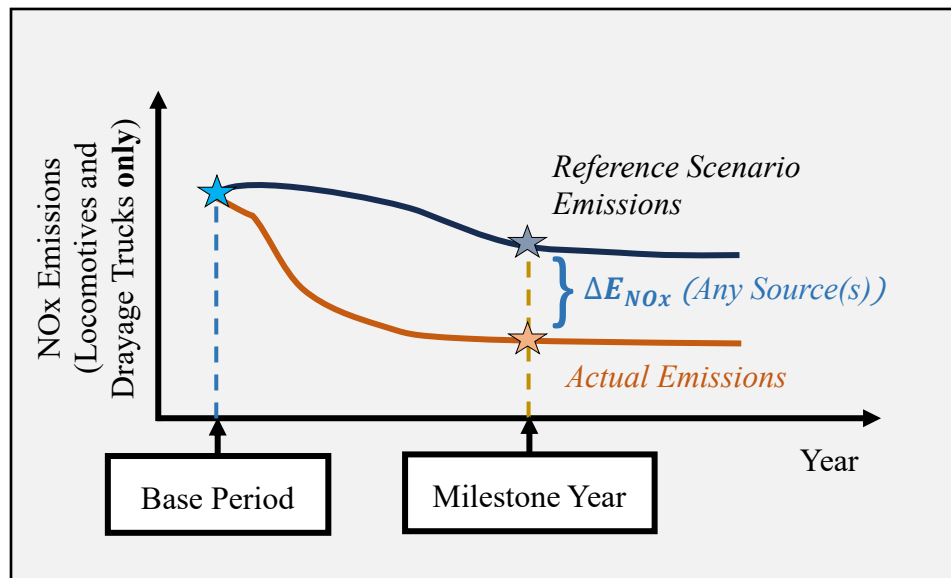 NOx Emissions
(Locomotives and
Drayage Trucks only)
Reference Scenario
Emissions
ΔE_NOx (Any Source(s))
Actual Emissions
Year
Base Period
Milestone Year